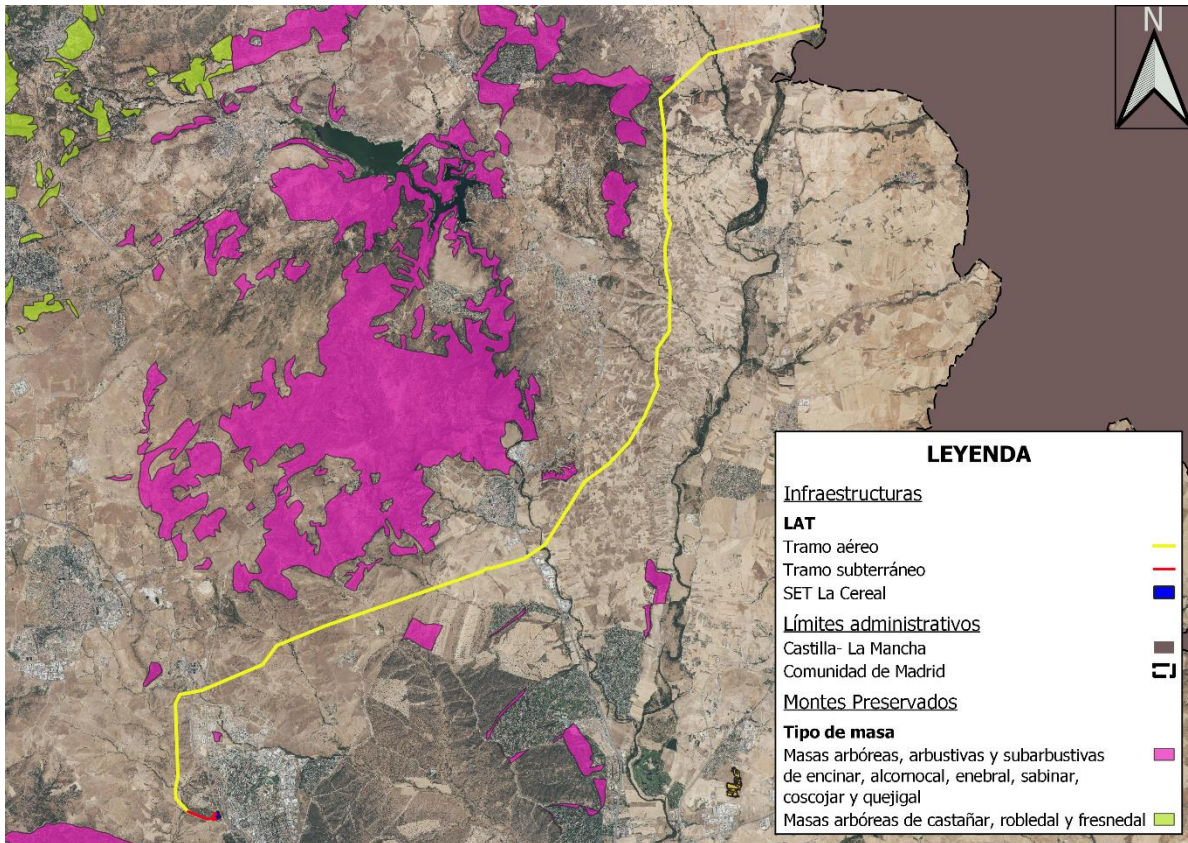 N
LEYENDA
Infraestructuras
LAT
Tramo aéreo
Tramo subterráneo
SET La Cereal
Límites administrativos
Castilla- La Mancha
Comunidad de Madrid
Montes Preservados
Tipo de masa
Masas arbóreas, arbustivas y subarbustivas
de encinar, alcornocal, enebral, sabinar,
coscojar y quejigal
Masas arbóreas de castañar, robledal y fresnedal